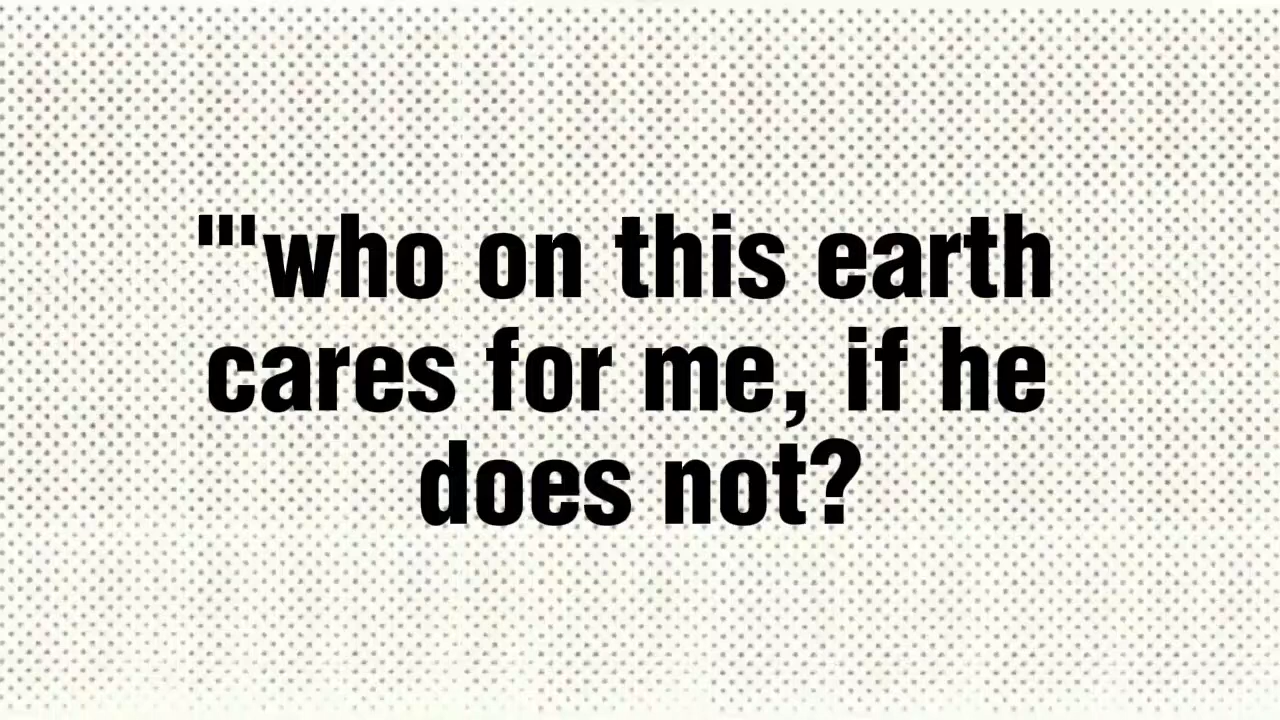 "'who on this earth
cares for me, if he
does not?